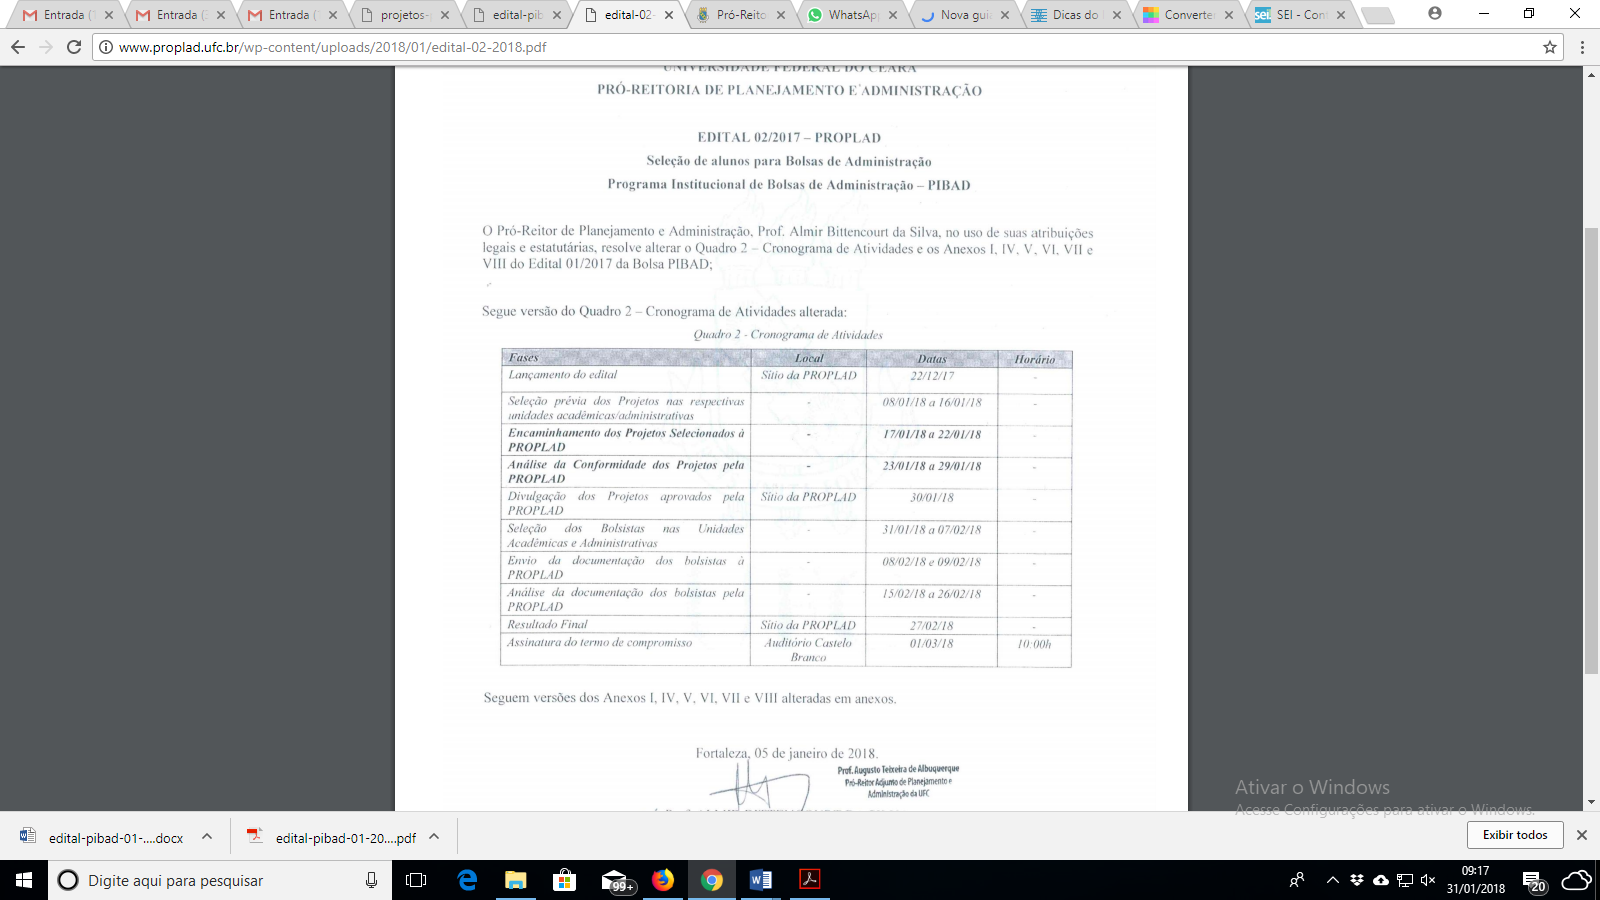 Entrada (
Entrada (
Entrada (
projetos-
edital-pib
edital-02-
Pró-Reito
WhatsApp
Nova guia
Dicas do
Converter
SEI - Con
www.proplad.ufc.br/wp-content/uploads/2018/01/edital-02-2018.pdf
UNIVERSIDADE FEDERAL DO CEARÁ
PRÓ-REITORIA DE PLANEJAMENTO E ADMINISTRAÇÃO
EDITAL 02/2017 – PROPLAD
Seleção de alunos para Bolsas de Administração
Programa Institucional de Bolsas de Administração – PIBAD
O Pró-Reitor de Planejamento e Administração, Prof. Almir Bittencourt da Silva, no uso de suas atribuições
legais e estatutárias, resolve alterar o Quadro 2 – Cronograma de Atividades e os Anexos I, IV, V, VI, VII e
VIII do Edital 01/2017 da Bolsa PIBAD;
Segue versão do Quadro 2 – Cronograma de Atividades alterada:
Quadro 2 - Cronograma de Atividades
Fases Local Datas Horário
Lançamento do edital Sítio da PROPLAD 22/12/17 -
Seleção prévia dos Projetos nas respectivas - 08/01/18 a 16/01/18 -
unidades acadêmicas/administrativas
Encaminhamento dos Projetos Selecionados à - 17/01/18 a 22/01/18 -
PROPLAD
Análise da Conformidade dos Projetos pela - 23/01/18 a 29/01/18 -
PROPLAD
Divulgação dos Projetos aprovados pela Sítio da PROPLAD 30/01/18 -
PROPLAD
Seleção dos Bolsistas nas Unidades - 31/01/18 a 07/02/18 -
Acadêmicas e Administrativas
Envio da documentação dos bolsistas à - 08/02/18 e 09/02/18 -
PROPLAD
Análise da documentação dos bolsistas pela - 15/02/18 a 26/02/18 -
PROPLAD
Resultado Final Sítio da PROPLAD 27/02/18 -
Assinatura do termo de compromisso Auditório Castelo 01/03/18 10:00h
Branco
Seguem versões dos Anexos I, IV, V, VI, VII e VIII alteradas em anexos.
Fortaleza, 05 de janeiro de 2018.
Prof. Augusto Teixeira de Albuquerque
Pró-Reitor Adjunto de Planejamento e
Administração da UFC
Ativar o Windows
Acesse Configurações para ativar o Windows.
edital-pibad-01-....docx
edital-pibad-01-20....pdf
Exibir todos
Digite aqui para pesquisar
99+
09:17
31/01/2018
20